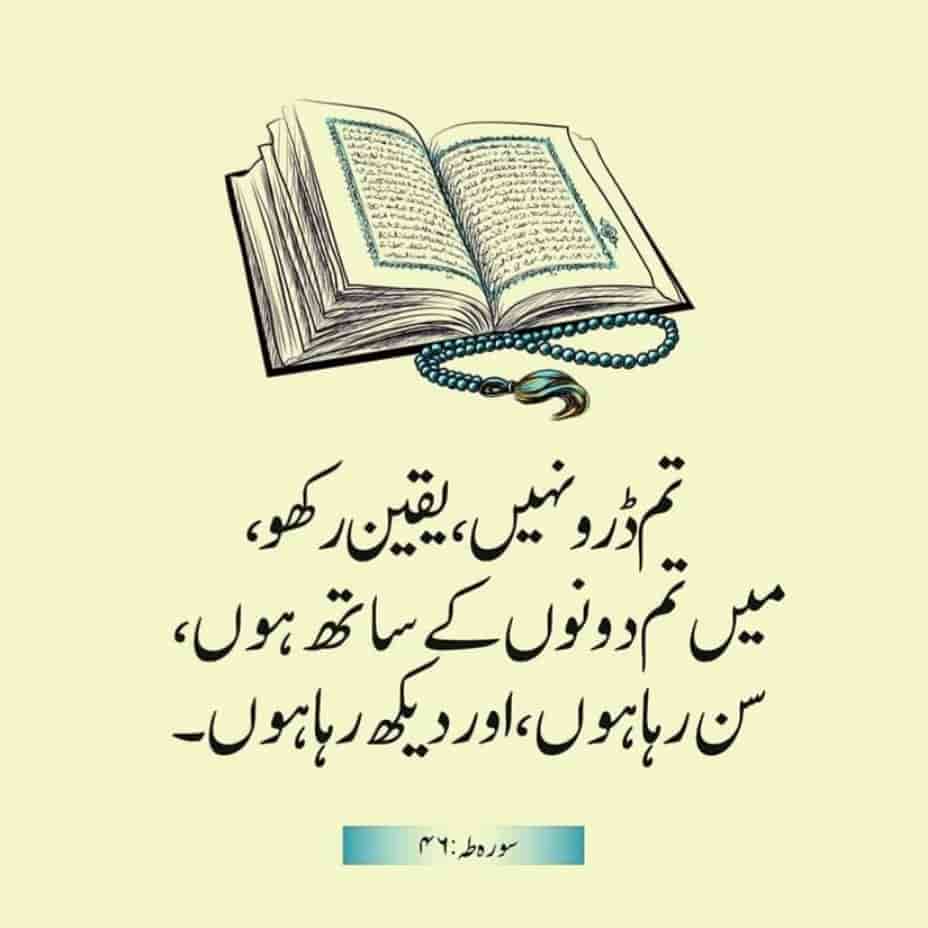 تم ڈرو نہیں، یقین رکھو،
میں تم دونوں کے ساتھ ہوں،
سن رہا ہوں، اور دیکھ رہا ہوں۔
سورہ طہ: ۴۶